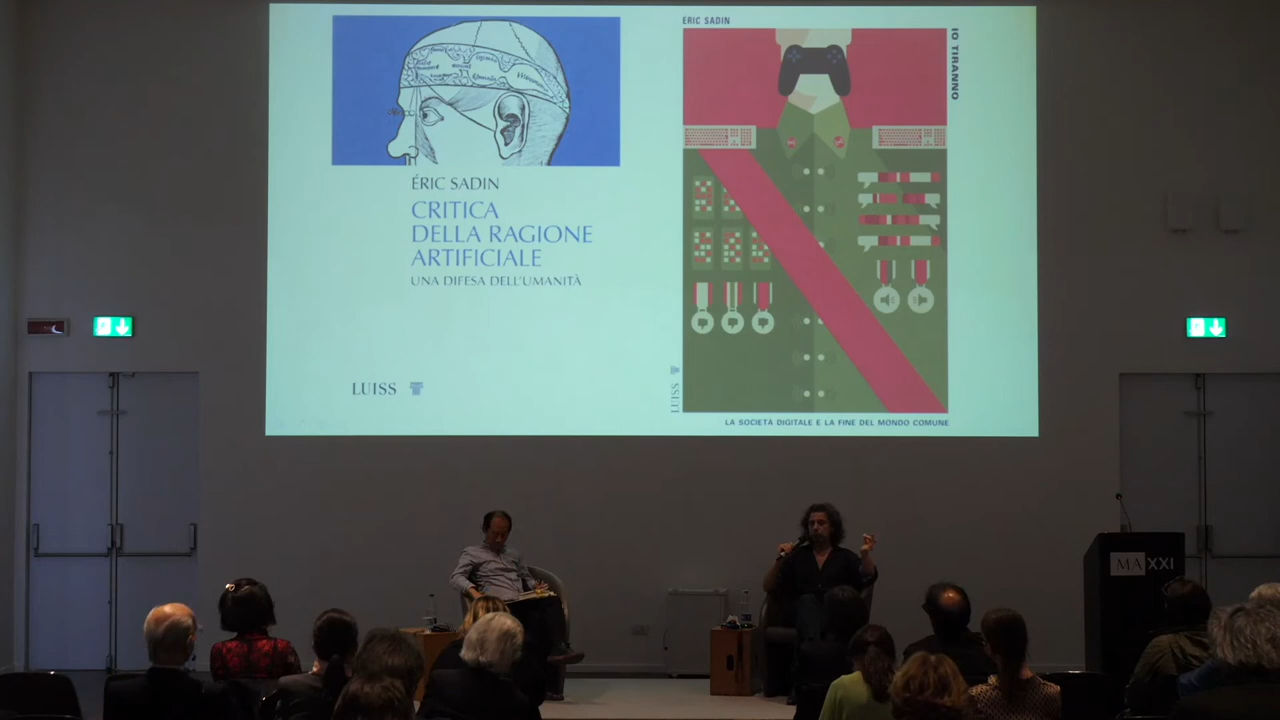 ÉRIC SADIN
CRITICA
DELLA RAGIONE
ARTIFICIALE
UNA DIFESA DELL'UMANITÀ
LUISS
ERIC SADIN
IO TIRANNO
LUISS
LA SOCIETÀ DIGITALE E LA FINE DEL MONDO COMUNE
MAXXI